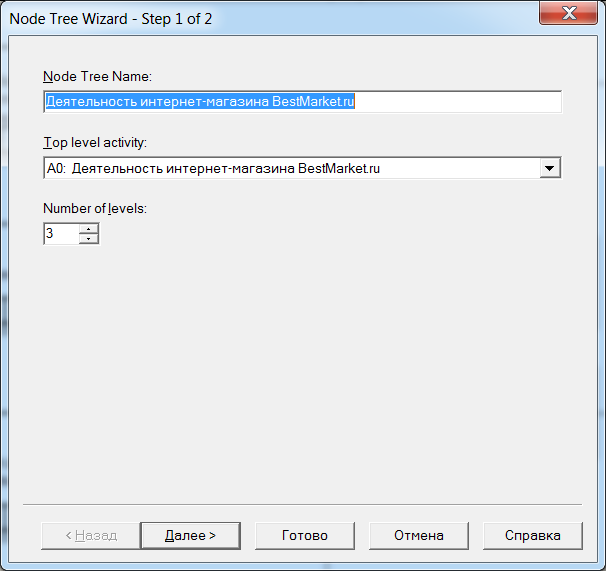 Node Tree Wizard - Step 1 of 2
Node Tree Name:
Деятельность интернет-магазина BestMarket.ru
Top level activity:
A0: Деятельность интернет-магазина BestMarket.ru
Number of levels:
3
< Назад
Далее >
Готово
Отмена
Справка